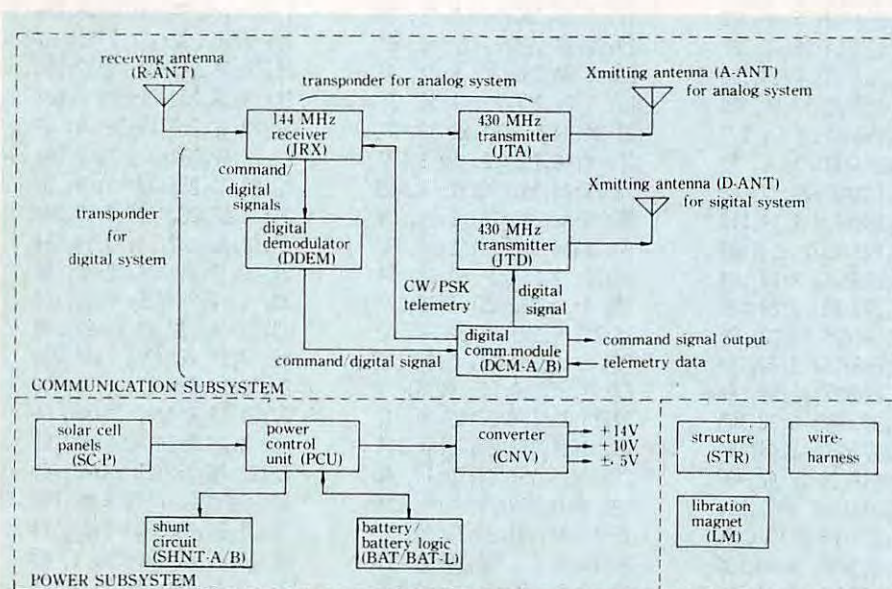 receiving antenna
(R-ANT)
transponder for analog system
Xmitting antenna (A-ANT)
for analog system
144 MHz
receiver
(JRX)
430 MHz
transmitter
(JTA)
command/
digital
signals
transponder
for
digital system
Xmitting antenna (D-ANT)
for sigital system
digital
demodulator
(DDEM)
430 MHz
transmitter
(JTD)
CW/PSK
telemetry
digital
signal
digital
comm.module
(DCM-A/B)
command signal output
telemetry data
command/digital signal
COMMUNICATION SUBSYSTEM
solar cell
panels
(SC-P)
power
control
unit (PCU)
converter
(CNV)
+14V
+10V
±. 5V
structure
(STR)
wire-
harness
shunt
circuit
(SHNT-A/B)
battery/
battery logic
(BAT/BAT-L)
libration
magnet
(LM)
POWER SUBSYSTEM